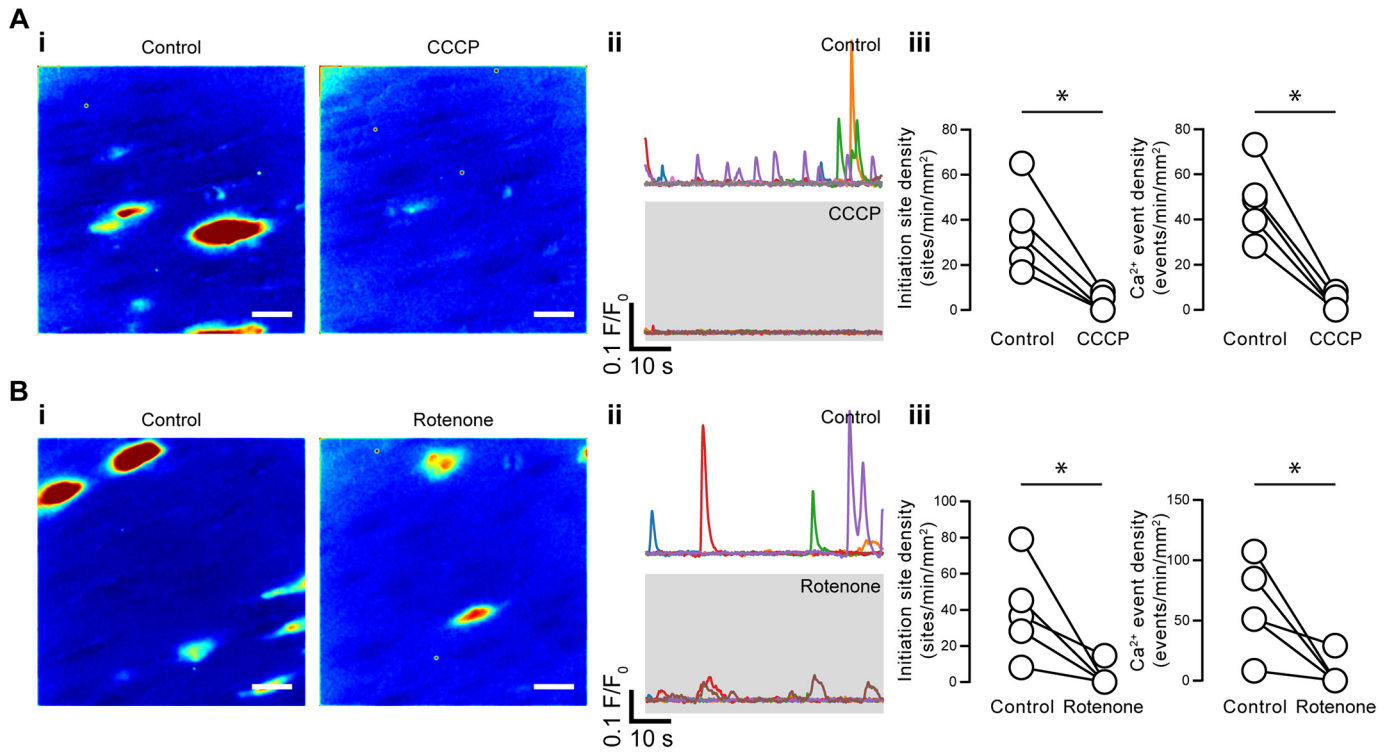 A
i
Control
CCCP
ii
Control
CCCP
0.1 F/F0
10 s
iii
*
Initiation site density
(sites/min/mm2)
80
60
40
20
0
Control
CCCP
*
Ca2+ event density
(events/min/mm2)
80
60
40
20
0
Control
CCCP
B
i
Control
Rotenone
ii
Control
Rotenone
0.1 F/F0
10 s
iii
*
Initiation site density
(sites/min/mm2)
100
80
60
40
20
0
Control
Rotenone
*
Ca2+ event density
(events/min/mm2)
150
100
50
0
Control
Rotenone